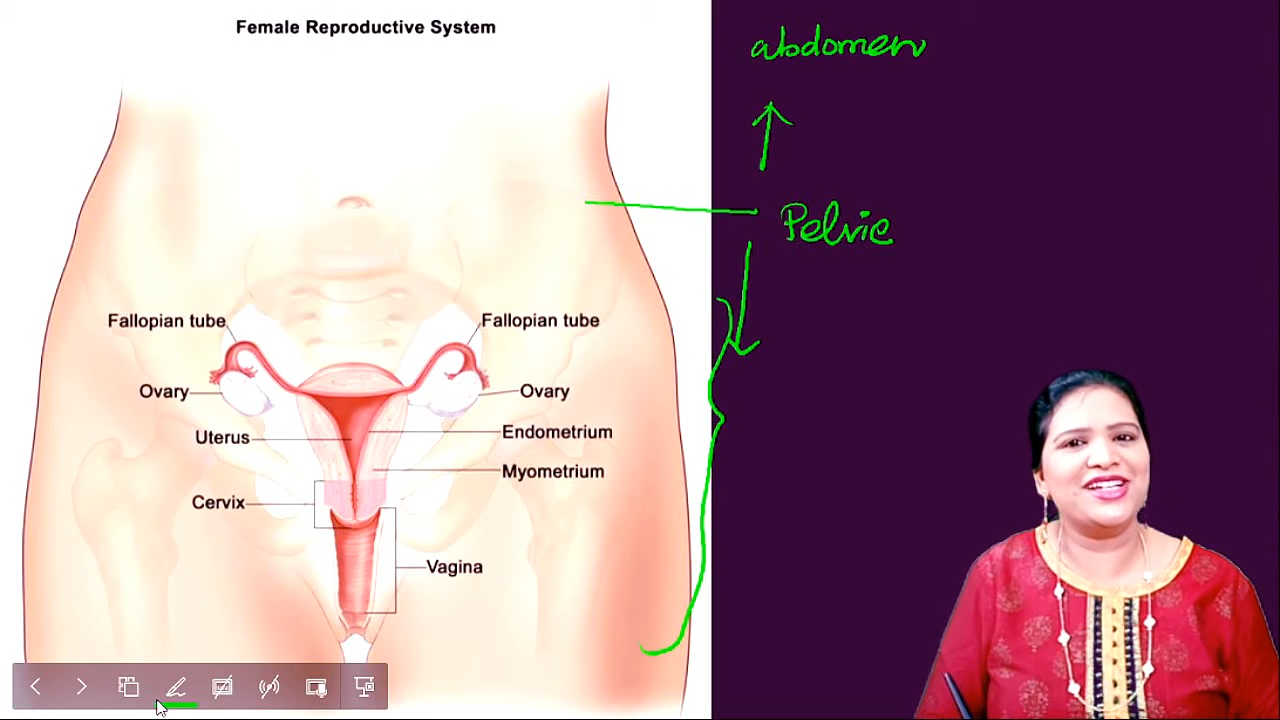 Female Reproductive System
abdomen
Pelvic
Fallopian tube
Fallopian tube
Ovary
Ovary
Uterus
Endometrium
Myometrium
Cervix
Vagina